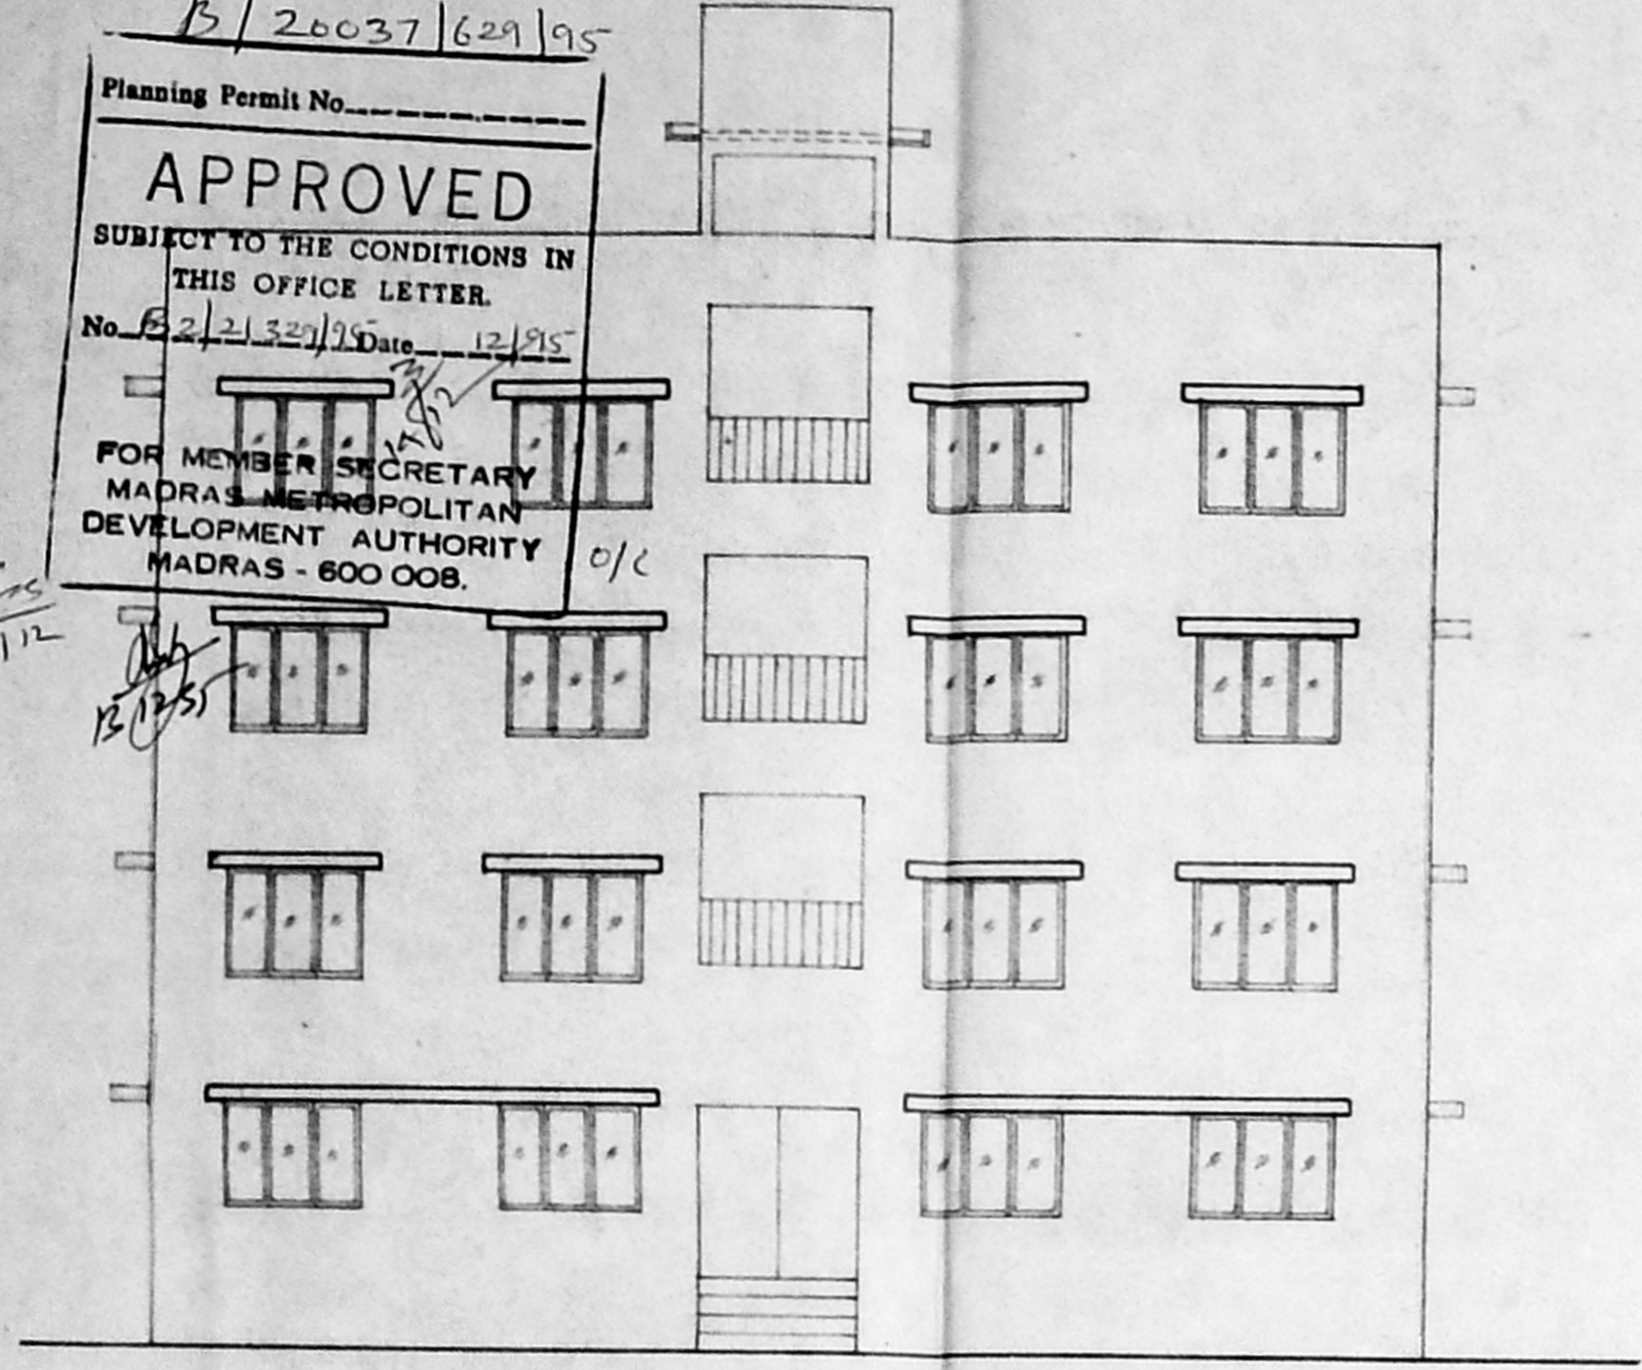 B/20037/629/95
Planning Permit No
APPROVED
SUBJECT TO THE CONDITIONS IN
THIS OFFICE LETTER.
No B2/21329/95 Date 12/95
FOR MEMBER SECRETARY
MADRAS METROPOLITAN
DEVELOPMENT AUTHORITY
MADRAS - 600 008.
O/C